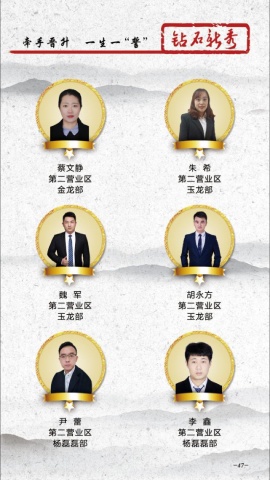 牵手晋升 一生一“誓” 钻石新秀
蔡文静
第二营业区
金龙部
朱 希
第二营业区
玉龙部
魏 军
第二营业区
玉龙部
胡永方
第二营业区
玉龙部
尹 董
第二营业区
杨磊磊部
李 鑫
第二营业区
杨磊磊部
-47-